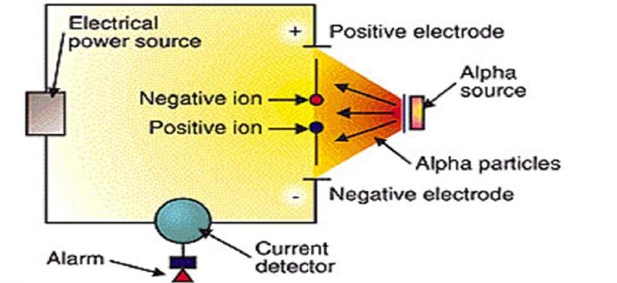 Electrical
power source
+
Positive electrode
Alpha
source
Negative ion
Positive ion
Alpha particles
-
Negative electrode
Current
detector
Alarm